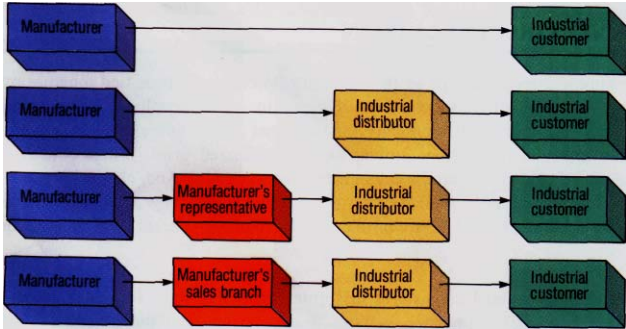 Manufacturer
Industrial
customer
Manufacturer
Industrial
distributor
Industrial
customer
Manufacturer
Manufacturer's
representative
Industrial
distributor
Industrial
customer
Manufacturer
Manufacturer's
sales branch
Industrial
distributor
Industrial
customer